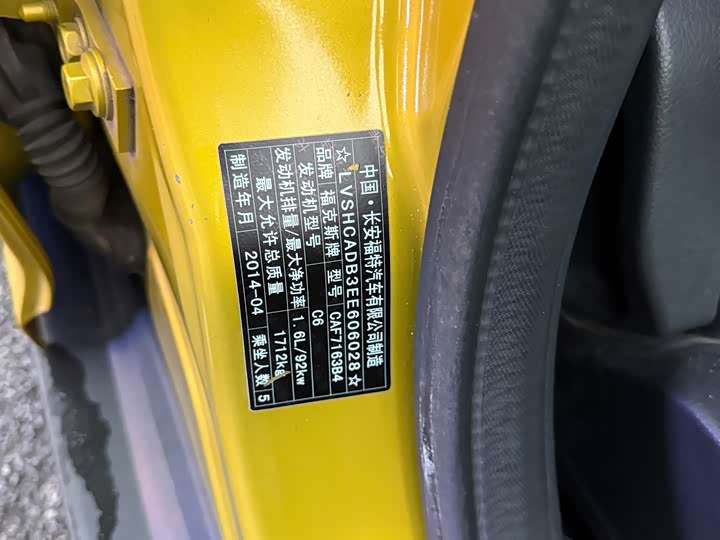 中国·长安福特汽车有限公司制造
☆LVSHCADB3EE606028☆
品牌 福克斯牌 型号 CAF7163B4
发动机型号 C6
发动机排量/最大净功率 1.6L/92kw
最大允许总质量 1712kg
制造年月 2014-04 乘坐人数 5